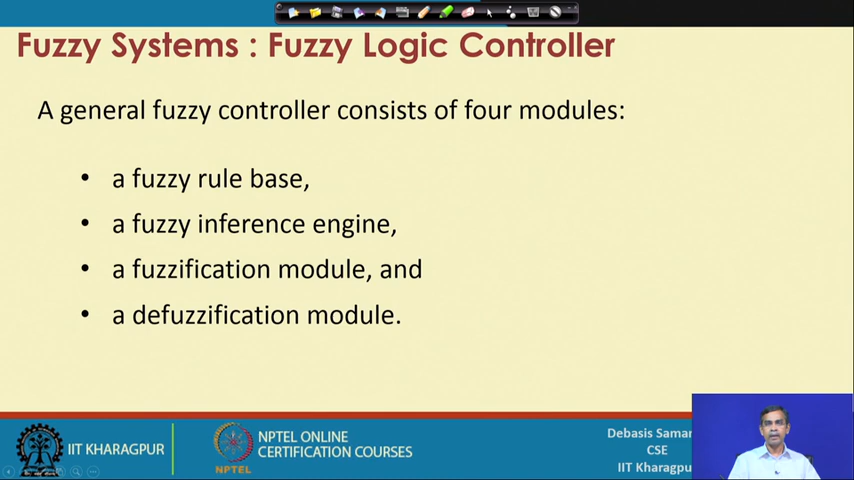 Fuzzy Systems : Fuzzy Logic Controller
A general fuzzy controller consists of four modules:
• a fuzzy rule base,
• a fuzzy inference engine,
• a fuzzification module, and
• a defuzzification module.
IIT KHARAGPUR
NPTEL
NPTEL ONLINE
CERTIFICATION COURSES
Debasis
CSE
IIT